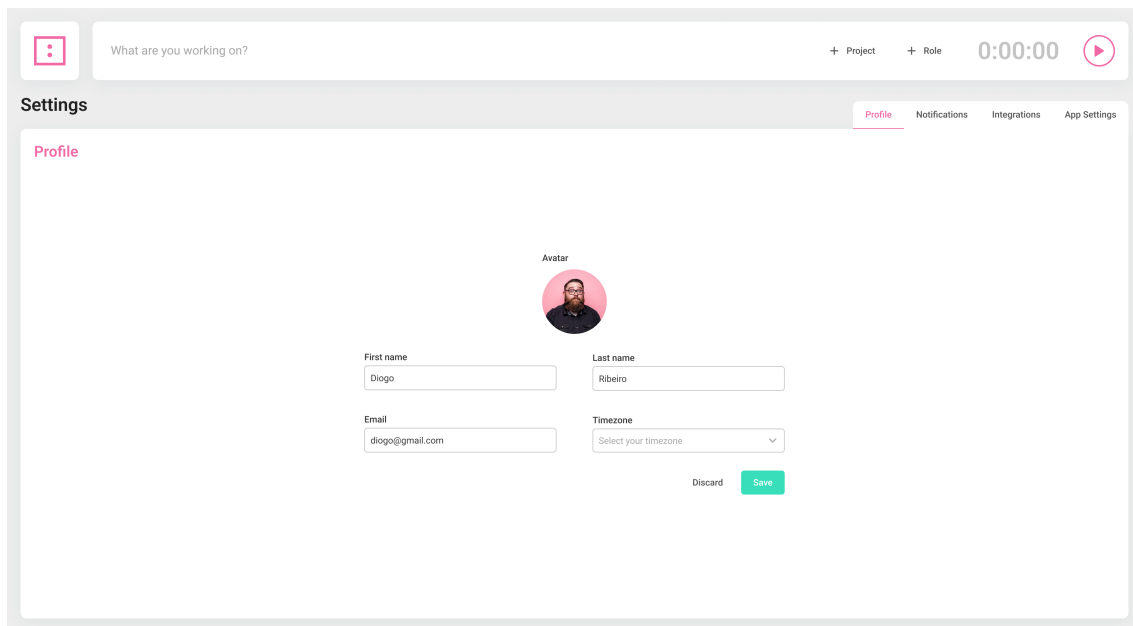 What are you working on? + Project + Role 0:00:00
Settings
Profile Notifications Integrations App Settings
Profile
Avatar
First name Last name
Diogo Ribeiro
Email Timezone
diogo@gmail.com Select your timezone
Discard Save